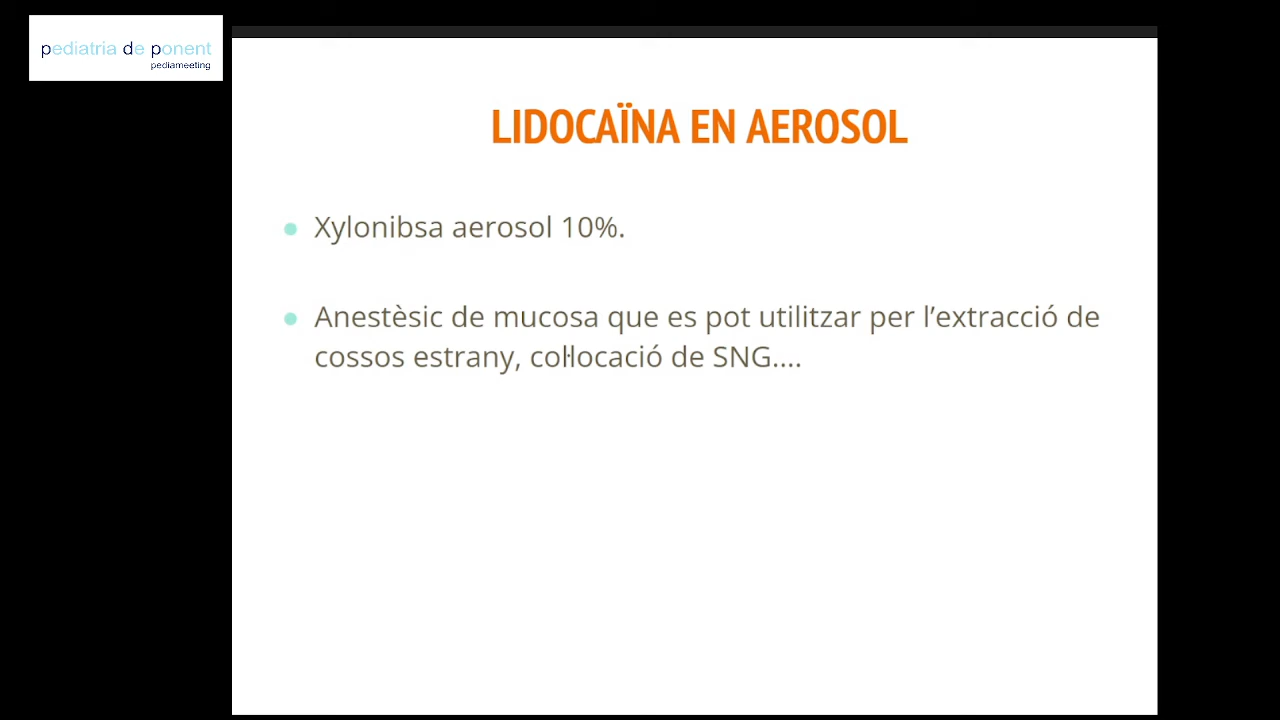 pediatria de ponent
pediameeting
LIDOCAÏNA EN AEROSOL
Xylonibsa aerosol 10%.
Anestèsic de mucosa que es pot utilitzar per l’extracció de
cossos estrany, col·locació de SNG....